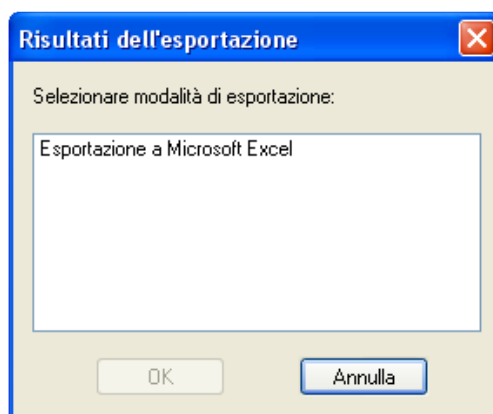 Risultati dell'esportazione
Selezionare modalità di esportazione:
Esportazione a Microsoft Excel
OK
Annulla